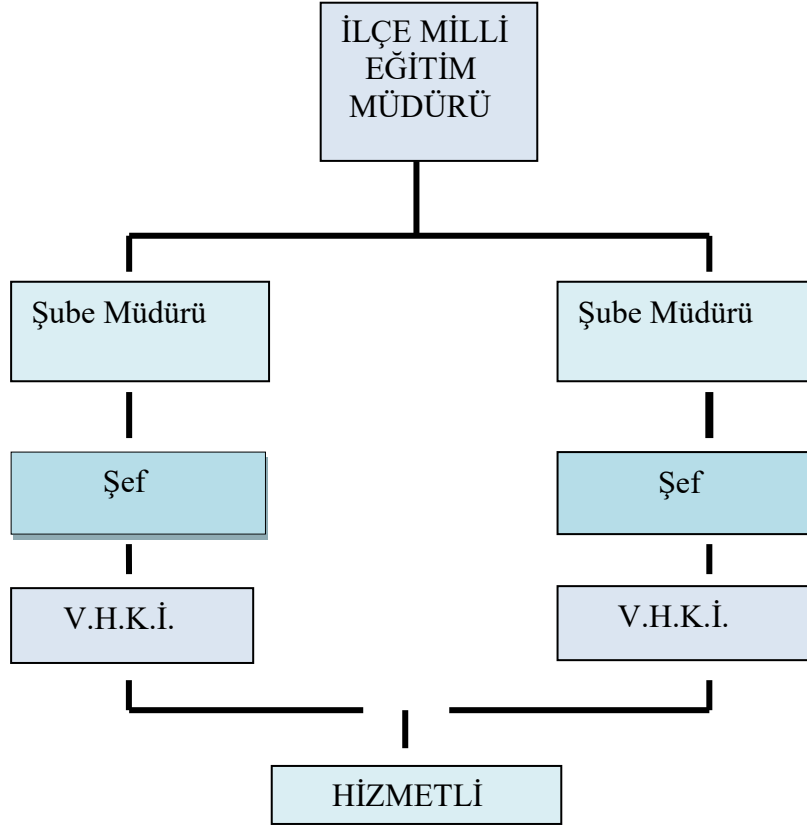 İLÇE MİLLİ
EĞİTİM
MÜDÜRÜ
Şube Müdürü
Şube Müdürü
Şef
Şef
V.H.K.İ.
V.H.K.İ.
HİZMETLİ